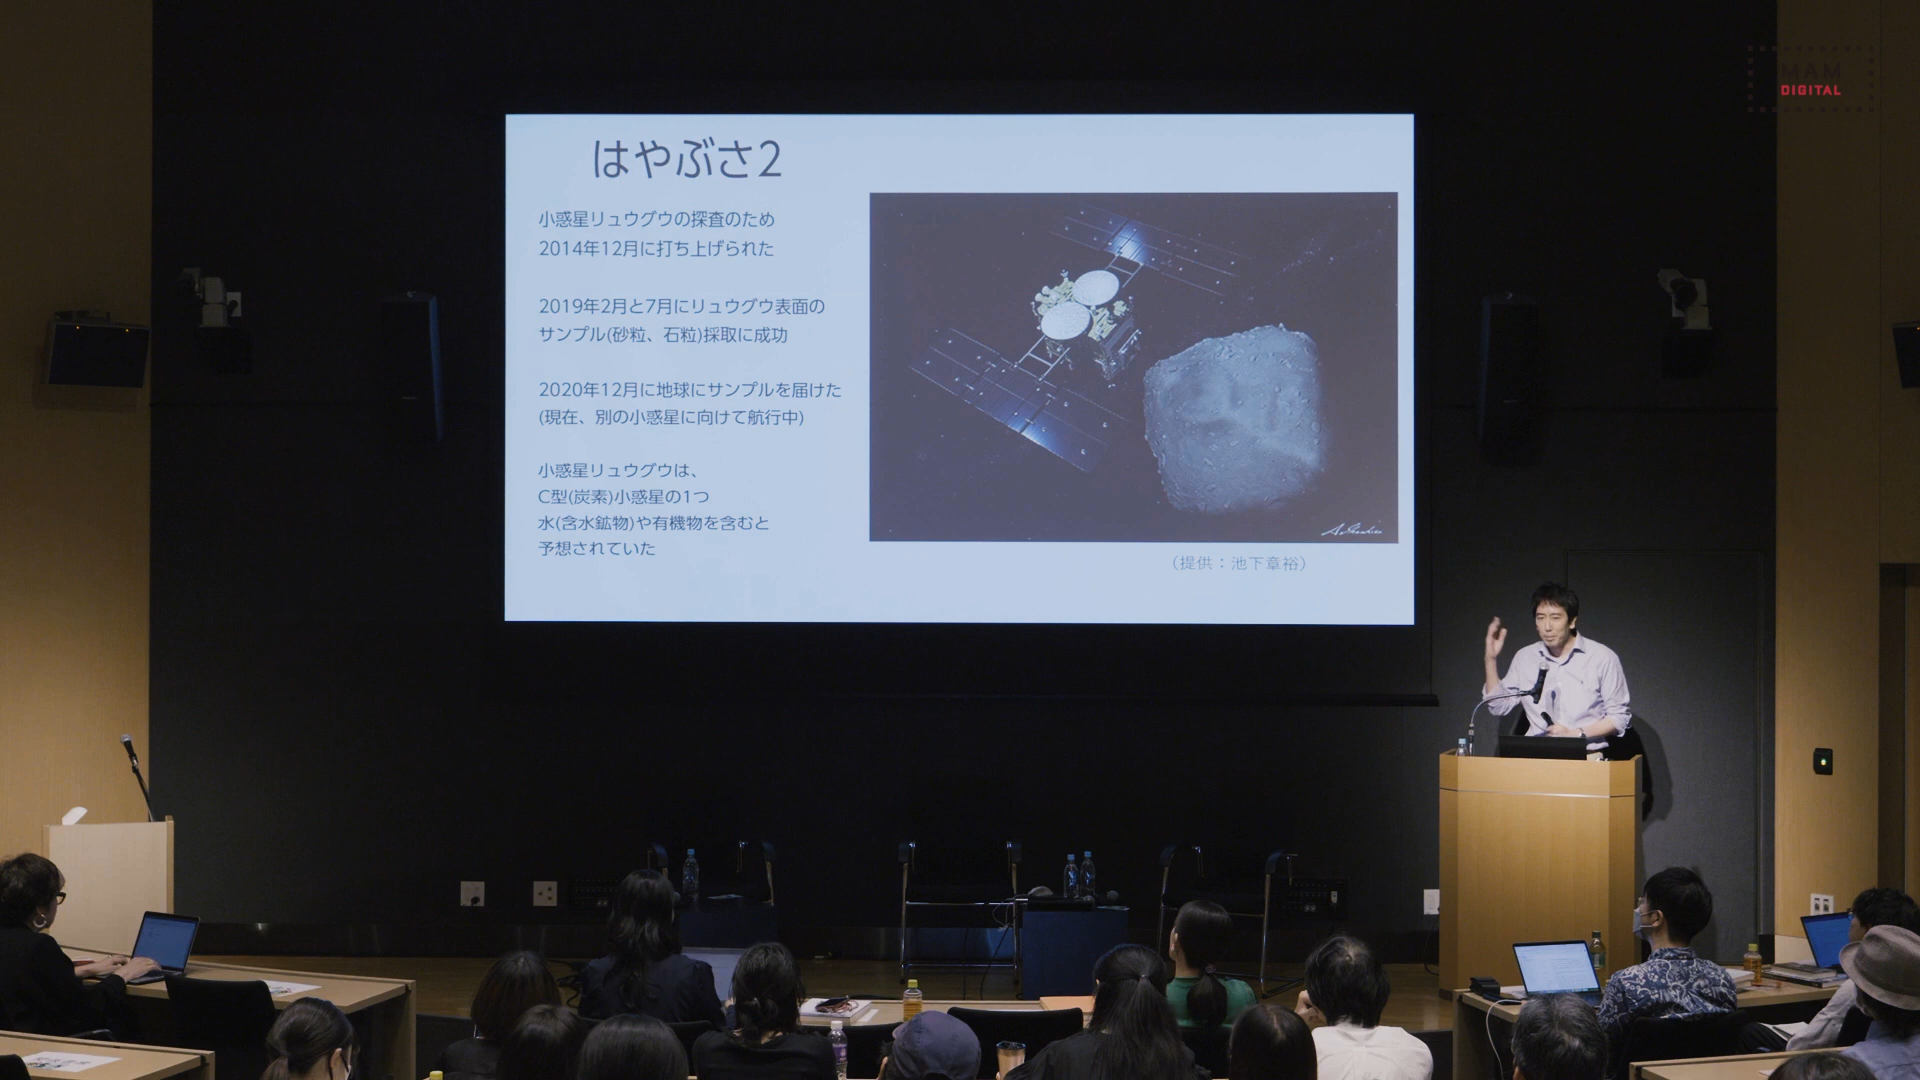 MAM
DIGITAL
はやぶさ2
小惑星リュウグウの探査のため
2014年12月に打ち上げられた
2019年2月と7月にリュウグウ表面の
サンプル(砂粒、石粒)採取に成功
2020年12月に地球にサンプルを届けた
(現在、別の小惑星に向けて航行中)
小惑星リュウグウは、
C型(炭素)小惑星の1つ
水(含水鉱物)や有機物を含むと
予想されていた
(提供：池下章裕)